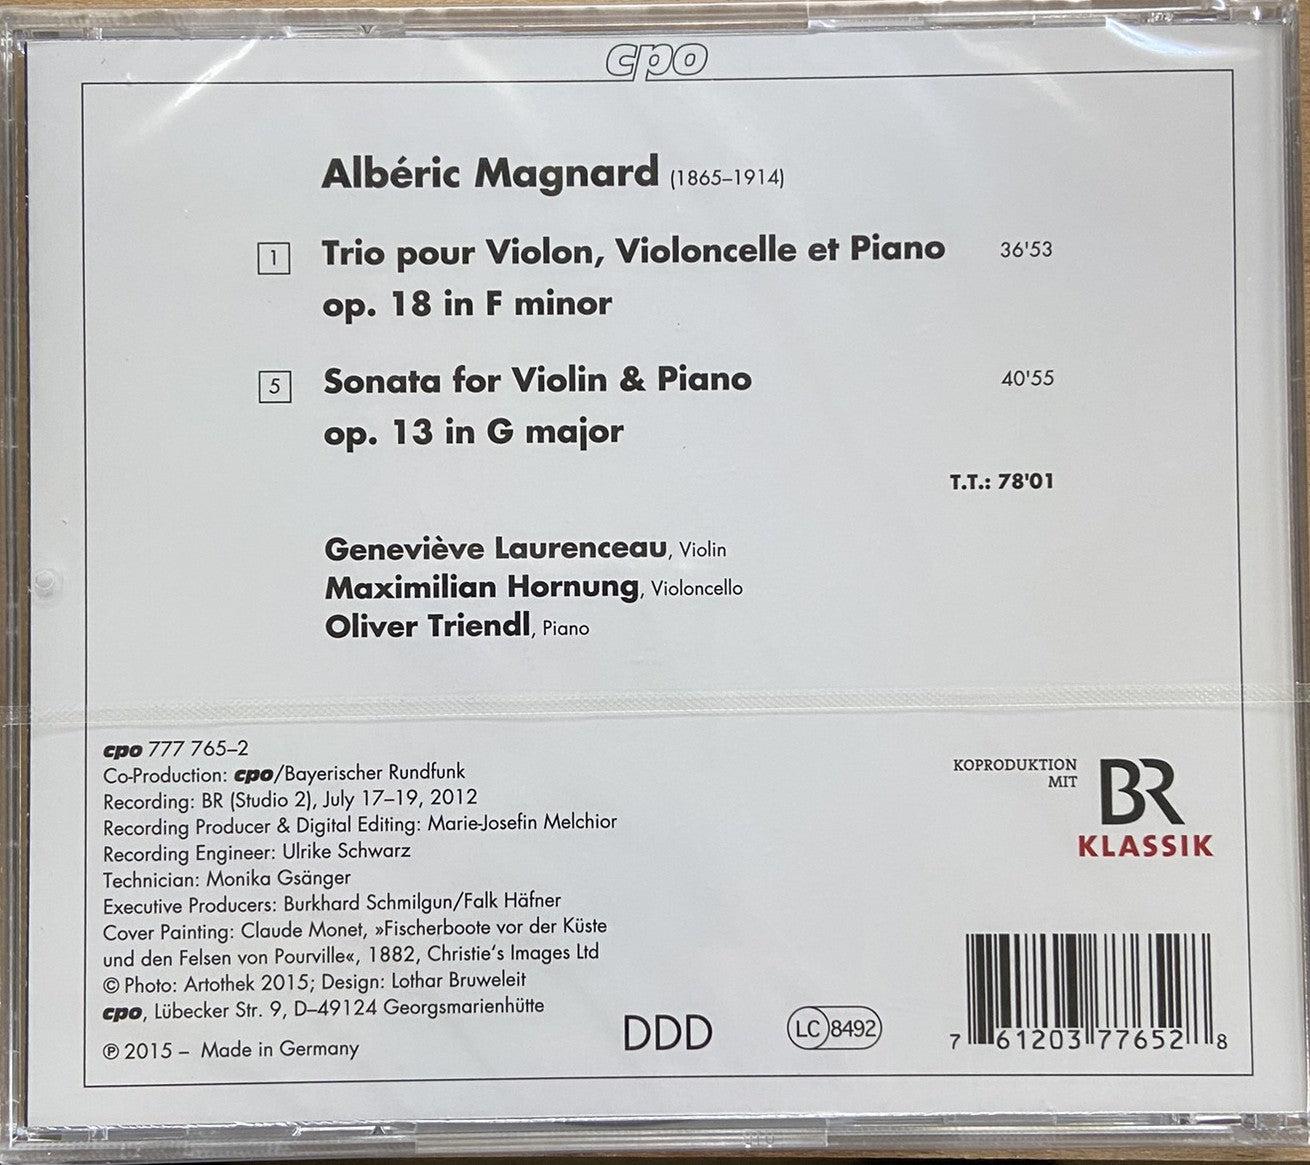 cpo
Albéric Magnard (1865–1914)
1 Trio pour Violon, Violoncelle et Piano 36'53
op. 18 in F minor
5 Sonata for Violin & Piano 40'55
op. 13 in G major
T.T.: 78'01
Geneviève Laurenceau, Violin
Maximilian Hornung, Violoncello
Oliver Triendl, Piano
cpo 777 765–2
Co-Production: cpo/Bayerischer Rundfunk
Recording: BR (Studio 2), July 17–19, 2012
Recording Producer & Digital Editing: Marie-Josefin Melchior
Recording Engineer: Ulrike Schwarz
Technician: Monika Gsänger
Executive Producers: Burkhard Schmilgun/Falk Häfner
Cover Painting: Claude Monet, »Fischerboote vor der Küste
und den Felsen von Pourville«, 1882, Christie's Images Ltd
© Photo: Artothek 2015; Design: Lothar Bruweleit
cpo, Lübecker Str. 9, D–49124 Georgsmarienhütte
℗ 2015 – Made in Germany
KOPRODUKTION
MIT
BR
KLASSIK
DDD
LC 8492
7 61203 77652 8